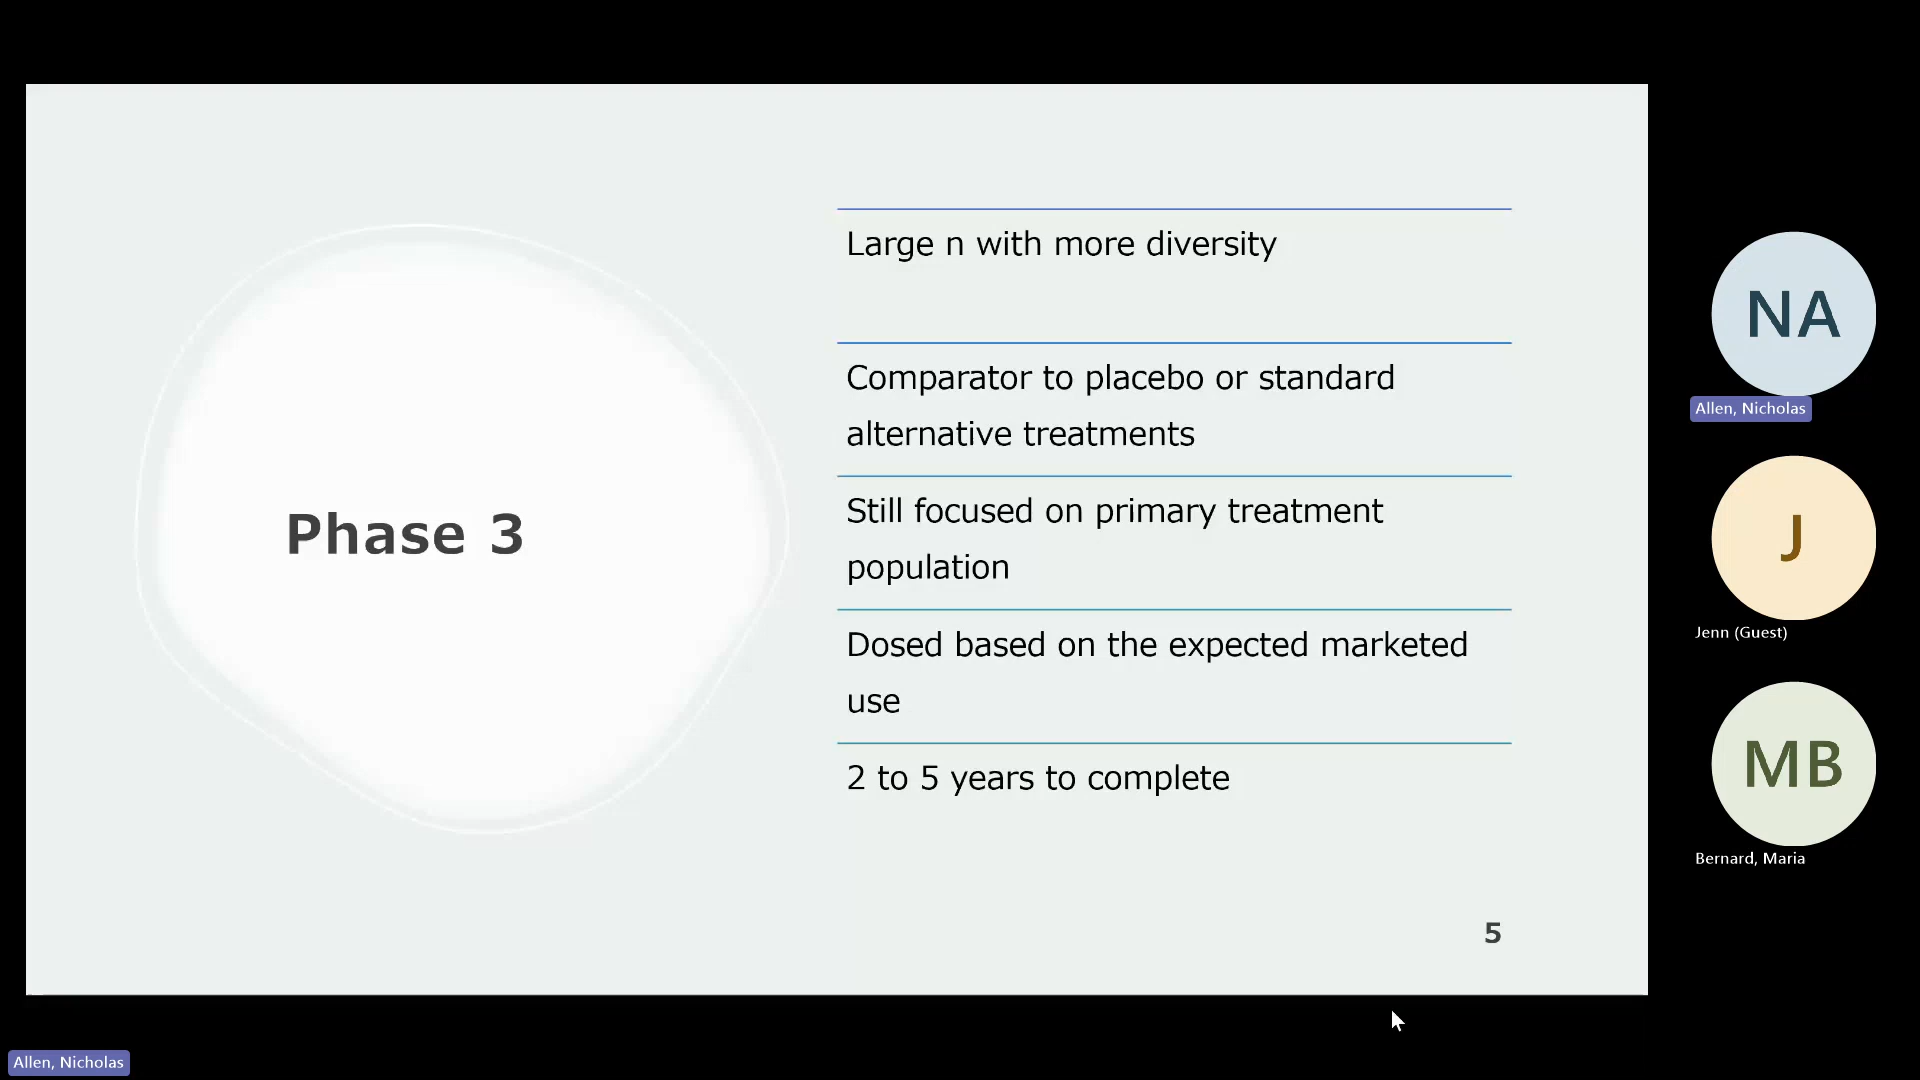 Phase 3
Large n with more diversity
Comparator to placebo or standard
alternative treatments
Still focused on primary treatment
population
Dosed based on the expected marketed
use
2 to 5 years to complete
5
NA
Allen, Nicholas
J
Jenn (Guest)
MB
Bernard, Maria
Allen, Nicholas